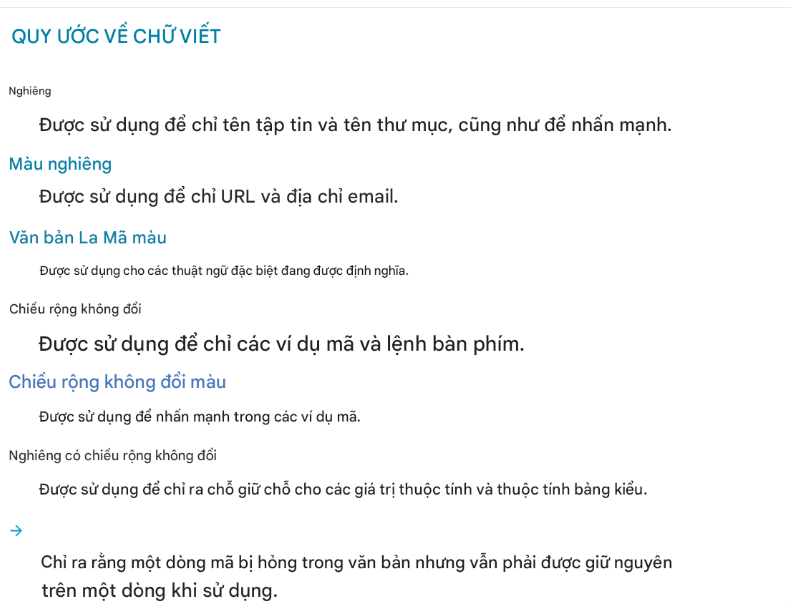 QUY ƯỚC VỀ CHỮ VIẾT
Nghiêng
Được sử dụng để chỉ tên tập tin và tên thư mục, cũng như để nhấn mạnh.
Màu nghiêng
Được sử dụng để chỉ URL và địa chỉ email.
Văn bản La Mã màu
Được sử dụng cho các thuật ngữ đặc biệt đang được định nghĩa.
Chiều rộng không đổi
Được sử dụng để chỉ các ví dụ mã và lệnh bàn phím.
Chiều rộng không đổi màu
Được sử dụng để nhấn mạnh trong các ví dụ mã.
Nghiêng có chiều rộng không đổi
Được sử dụng để chỉ ra chỗ giữ chỗ cho các giá trị thuộc tính và thuộc tính bảng kiểu.
→
Chỉ ra rằng một dòng mã bị hỏng trong văn bản nhưng vẫn phải được giữ nguyên
trên một dòng khi sử dụng.